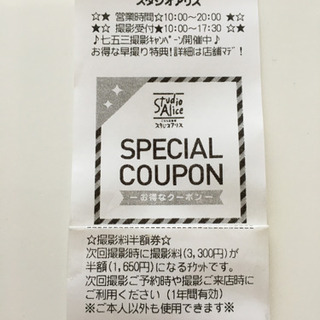 スタジオアリス
★☆ 営業時間☆10:00～20:00 ★☆
☆★ 撮影受付★10:00～17:30 ☆★
♪七五三撮影ｷｬﾝﾍﾟｰﾝ開催中♪
お得な早撮り特典!詳細は店舗ﾏﾃﾞ!
Studio
Alice
スタジオアリス
SPECIAL
COUPON
ーお得なクーポンー
☆撮影料半額券☆
次回撮影時に撮影料(3,300円)が
半額(1,650円)になるﾁｹｯﾄです。
次回撮影ご予約時や撮影ご来店時に
ご利用ください（1年間有効)
※ご本人以外も使用できます※